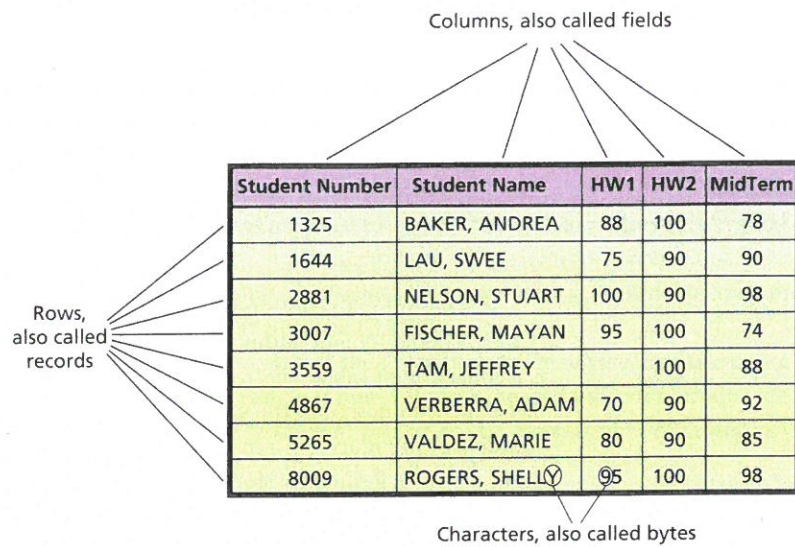 Columns, also called fields
Student Number Student Name HW1 HW2 MidTerm
1325 BAKER, ANDREA 88 100 78
1644 LAU, SWEE 75 90 90
2881 NELSON, STUART 100 90 98
3007 FISCHER, MAYAN 95 100 74
3559 TAM, JEFFREY 100 88
4867 VERBERRA, ADAM 70 90 92
5265 VALDEZ, MARIE 80 90 85
8009 ROGERS, SHELLY 95 100 98
Rows,
also called
records
Characters, also called bytes